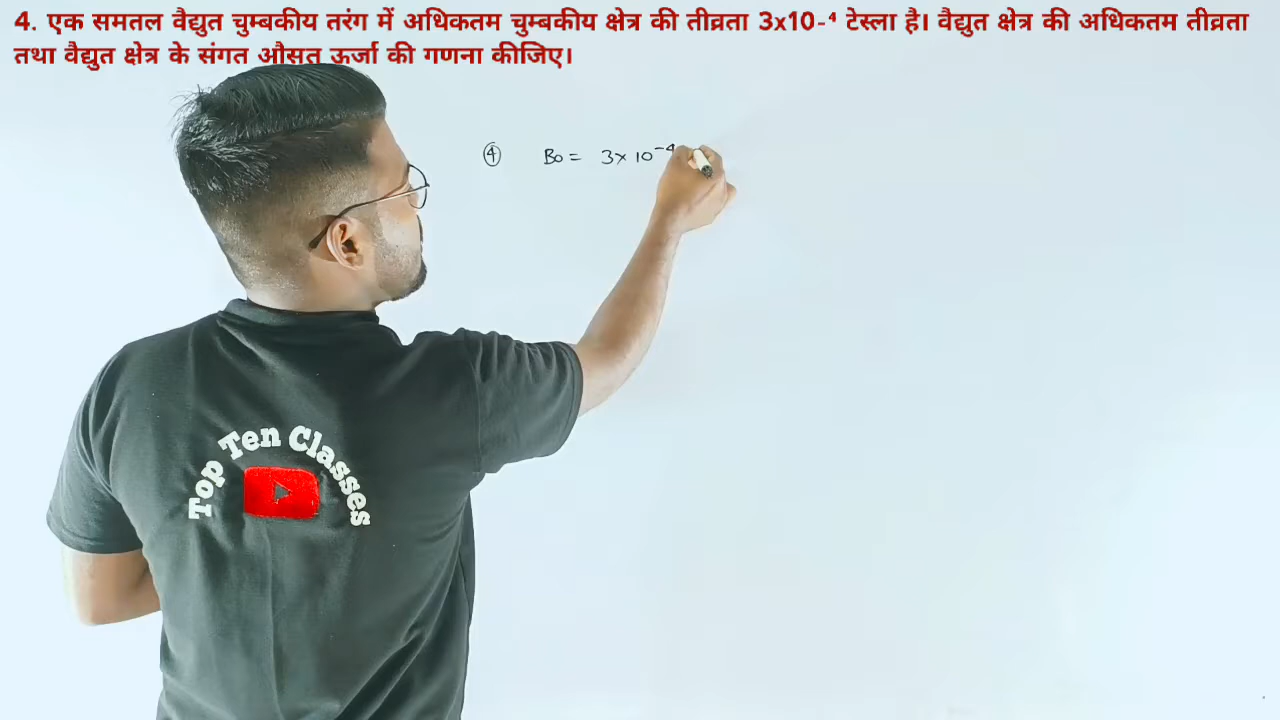 4. एक समतल वैद्युत चुम्बकीय तरंग में अधिकतम चुम्बकीय क्षेत्र की तीव्रता 3x10-⁴ टेस्ला है। वैद्युत क्षेत्र की अधिकतम तीव्रता
तथा वैद्युत क्षेत्र के संगत औसत ऊर्जा की गणना कीजिए।
④ B0 = 3×10⁻⁴
Top Ten Classes